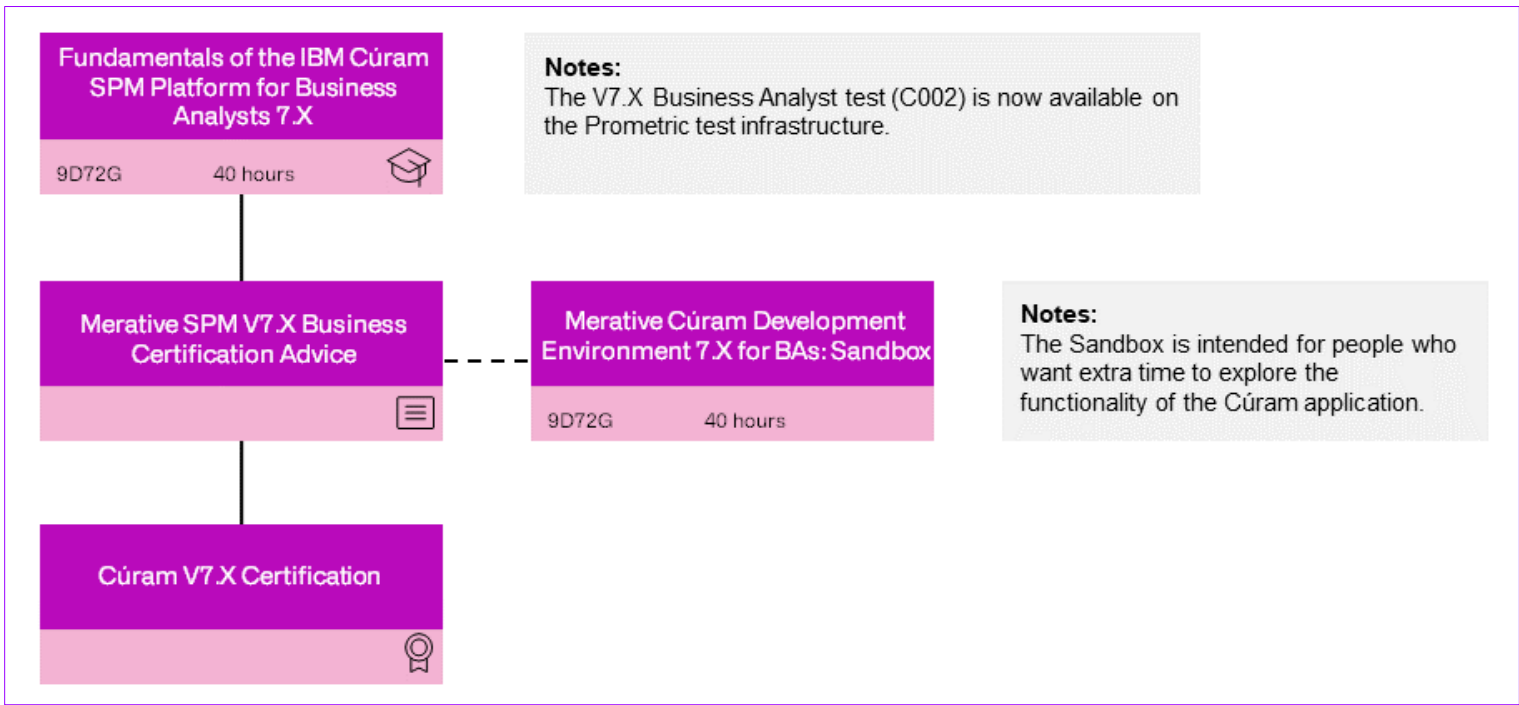 Fundamentals of the IBM Cúram
SPM Platform for Business
Analysts 7.X
9D72G 40 hours
Notes:
The V7.X Business Analyst test (C002) is now available on
the Prometric test infrastructure.
Merative SPM V7.X Business
Certification Advice
Merative Cúram Development
Environment 7.X for BAs: Sandbox
9D72G 40 hours
Notes:
The Sandbox is intended for people who
want extra time to explore the
functionality of the Cúram application.
Cúram V7.X Certification